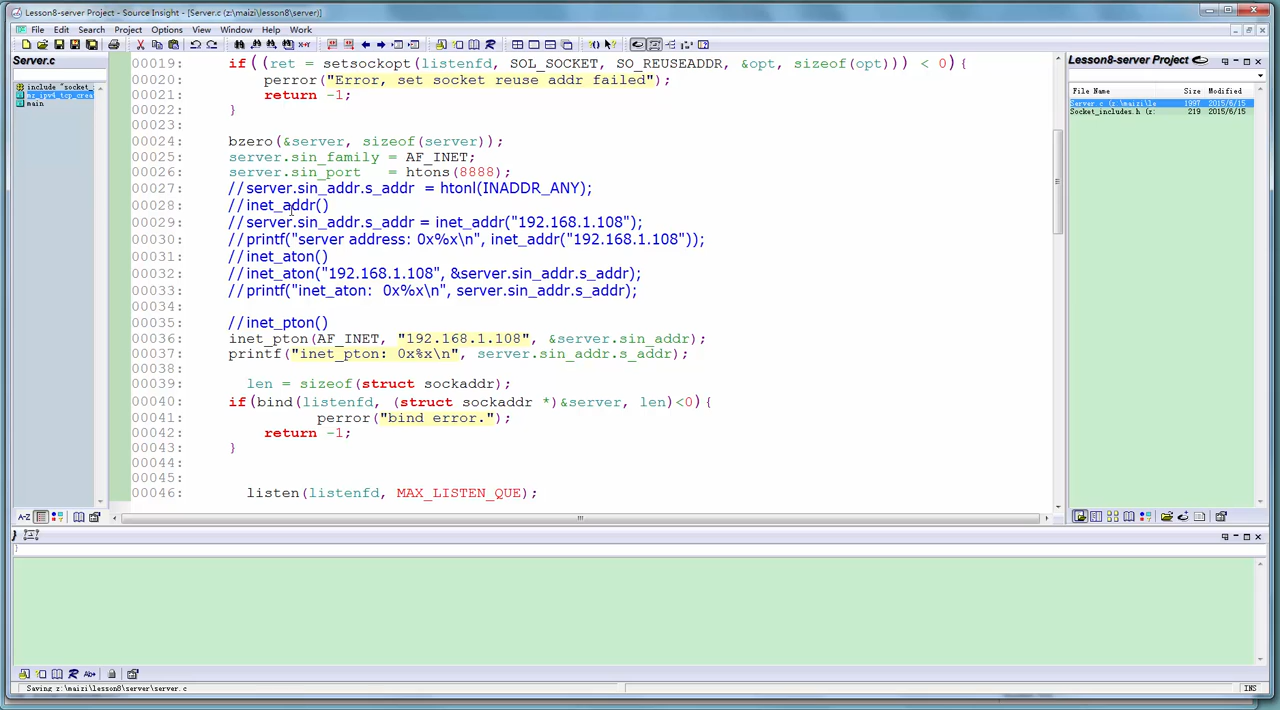 Lesson8-server Project - Source Insight - [Server.c (z:\maizi\lesson8\server)]
File Edit Search Project Options View Window Help Work
Server.c
include "socket_
mz_ipv4_tcp_crea
main
00019: if((ret = setsockopt(listenfd, SOL_SOCKET, SO_REUSEADDR, &opt, sizeof(opt))) < 0){
00020: perror("Error, set socket reuse addr failed");
00021: return -1;
00022: }
00023:
00024: bzero(&server, sizeof(server));
00025: server.sin_family = AF_INET;
00026: server.sin_port = htons(8888);
00027: //server.sin_addr.s_addr = htonl(INADDR_ANY);
00028: //inet_addr()
00029: //server.sin_addr.s_addr = inet_addr("192.168.1.108");
00030: //printf("server address: 0x%x\n", inet_addr("192.168.1.108"));
00031: //inet_aton()
00032: //inet_aton("192.168.1.108", &server.sin_addr.s_addr);
00033: //printf("inet_aton: 0x%x\n", server.sin_addr.s_addr);
00034:
00035: //inet_pton()
00036: inet_pton(AF_INET, "192.168.1.108", &server.sin_addr);
00037: printf("inet_pton: 0x%x\n", server.sin_addr.s_addr);
00038:
00039: len = sizeof(struct sockaddr);
00040: if(bind(listenfd, (struct sockaddr *)&server, len)<0){
00041: perror("bind error.");
00042: return -1;
00043: }
00044:
00045:
00046: listen(listenfd, MAX_LISTEN_QUE);
Lesson8-server Project
File Name Size Modified
Server.c (z:\maizi\le 1997 2015/6/15
Socket_includes.h (z: 219 2015/6/15
A-Z
Saving z:\maizi\lesson8\server\server.c
INS